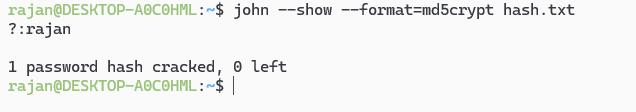 rajan@DESKTOP-A0C0HML:~$ john --show --format=md5crypt hash.txt
?:rajan
1 password hash cracked, 0 left
rajan@DESKTOP-A0C0HML:~$